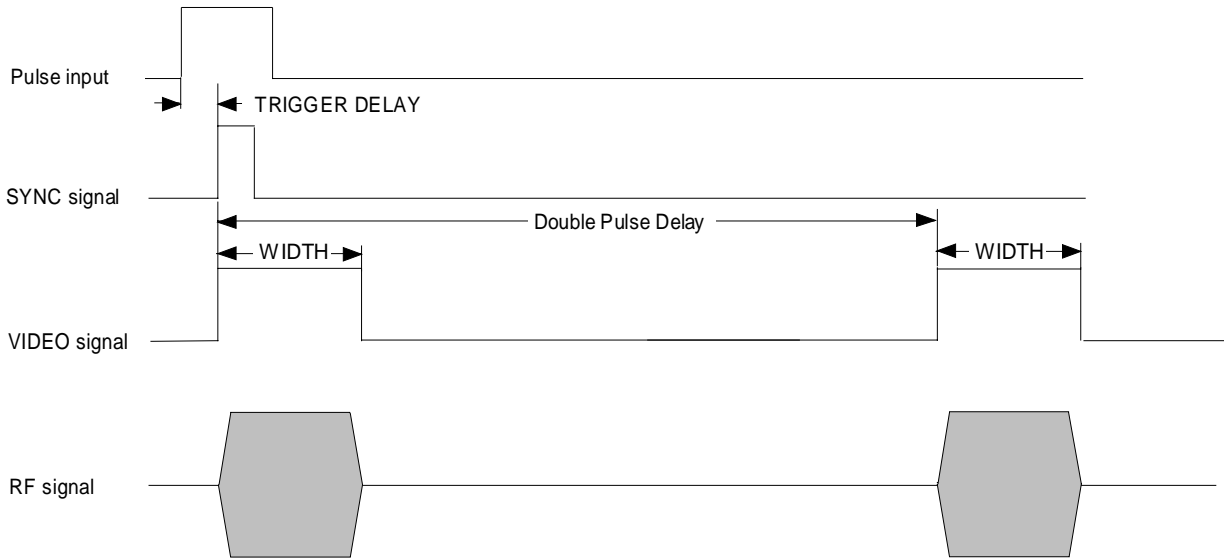 Pulse input
TRIGGER DELAY
SYNC signal
Double Pulse Delay
WIDTH
WIDTH
VIDEO signal
RF signal